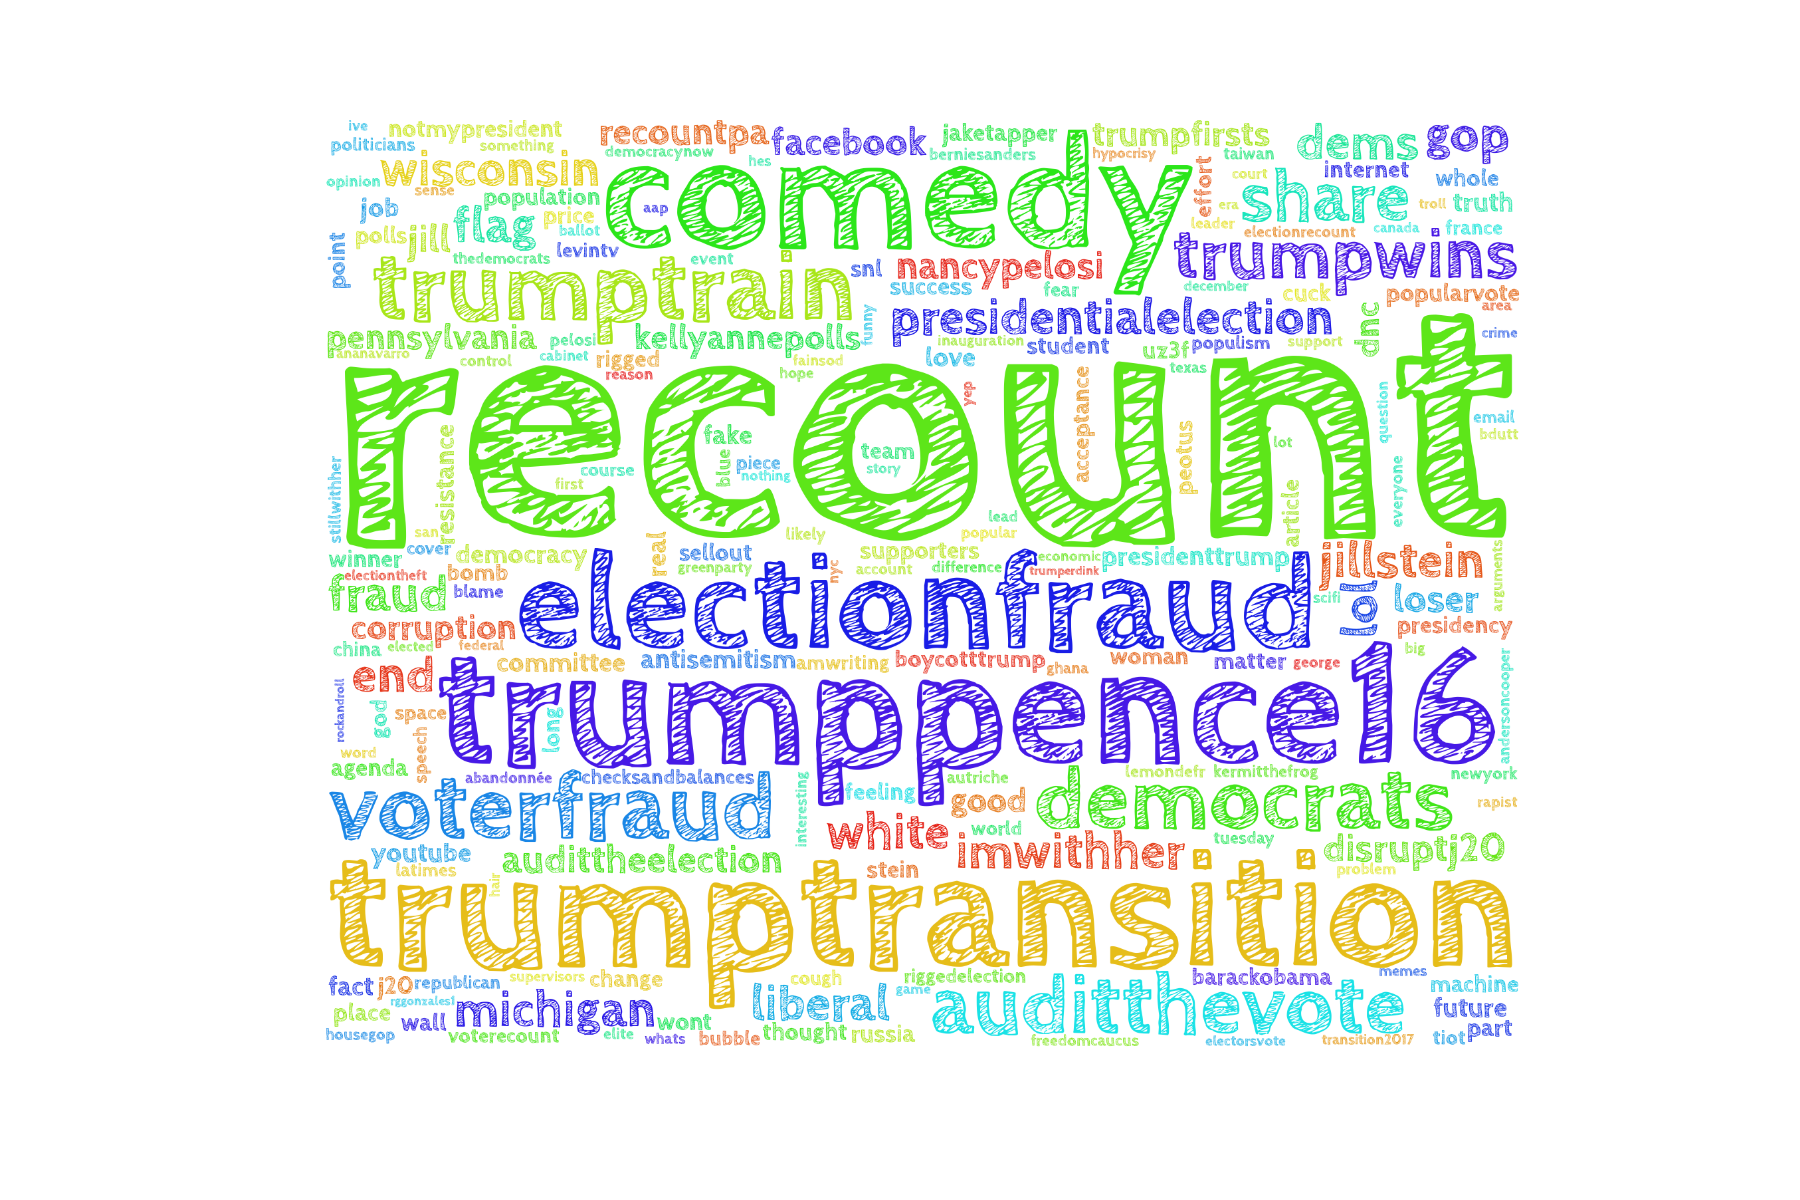 ive notmypresident recountpa facebook jaketapper trumpfirsts dems gop
politicians something democracynow hes comedy berniesanders hypocrisy taiwan internet
opinion wisconsin sense population aap effort court share whole
job flag price ballot era troll truth
point polls jill levintv leader electionrecount canada france
thedemocrats event snl nancypelosi trumpwins
trumptrain success fear december cuck popularvote
funny presidentialelection dnc area
pennsylvania pelosi kellyannepolls inauguration student populism support crime
ananavarro control cabinet rigged fainsod love uz3f
reason hope texas
recount
yep acceptance question email
resistance fake blue team peotus lot bdutt
course piece story
stillwithher first nothing everyone
san lead article
winner cover democracy real sellout likely supporters popular economic presidenttrump jillstein
electiontheft bomb greenparty nyc account difference trumperdink arguments
fraud blame electionfraud scifi lol loser
corruption presidency
china elected federal committee antisemitism amwriting boycotttrump ghana woman matter george big
end trumppence16 andersoncooper
rockandroll god space long
word speech
agenda abandonnée checksandbalances interesting autriche lemondefr kermitthefrog newyork
voterfraud feeling good democrats rapist
white world tuesday
youtube audittheelection imwithher disruptj20
latimes hair stein problem
trumptransition
fact j20 republican supervisors change cough riggedelection barackobama memes machine
rggonzales1 michigan liberal game auditthevote future
place wall wont thought russia part
housegop voterecount elite whats bubble freedomcaucus electorsvote transition2017 tiot